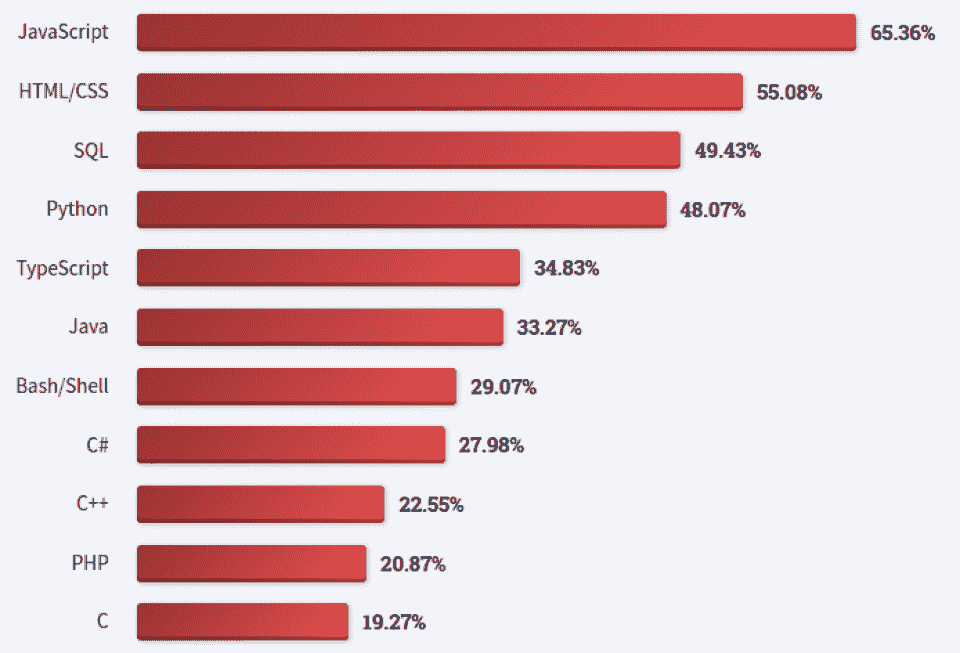 JavaScript 65.36%
HTML/CSS 55.08%
SQL 49.43%
Python 48.07%
TypeScript 34.83%
Java 33.27%
Bash/Shell 29.07%
C# 27.98%
C++ 22.55%
PHP 20.87%
C 19.27%